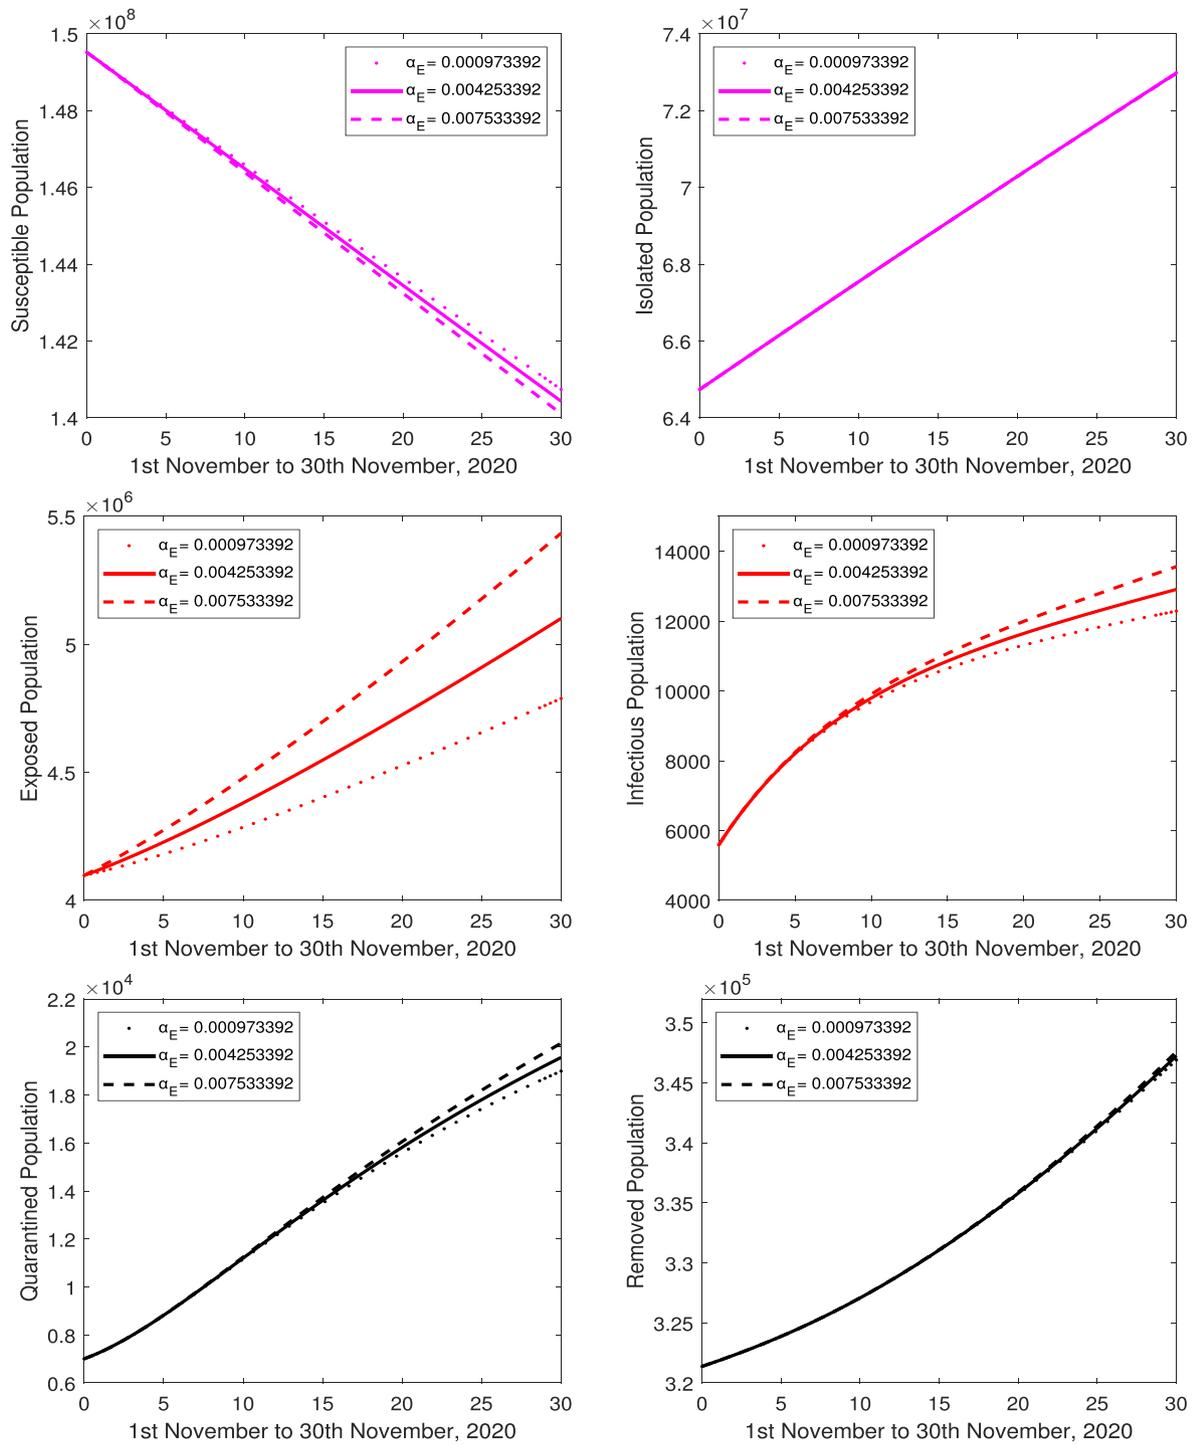 ×10⁸
1.5
1.48
1.46
1.44
1.42
1.4
Susceptible Population
α_E= 0.000973392
α_E= 0.004253392
α_E= 0.007533392
0 5 10 15 20 25 30
1st November to 30th November, 2020
×10⁷
7.4
7.2
7
6.8
6.6
6.4
Isolated Population
α_E= 0.000973392
α_E= 0.004253392
α_E= 0.007533392
0 5 10 15 20 25 30
1st November to 30th November, 2020
×10⁶
5.5
5
4.5
4
Exposed Population
α_E= 0.000973392
α_E= 0.004253392
α_E= 0.007533392
0 5 10 15 20 25 30
1st November to 30th November, 2020
14000
12000
10000
8000
6000
4000
Infectious Population
α_E= 0.000973392
α_E= 0.004253392
α_E= 0.007533392
0 5 10 15 20 25 30
1st November to 30th November, 2020
×10⁴
2.2
2
1.8
1.6
1.4
1.2
1
0.8
0.6
Quarantined Population
α_E= 0.000973392
α_E= 0.004253392
α_E= 0.007533392
0 5 10 15 20 25 30
1st November to 30th November, 2020
×10⁵
3.5
3.45
3.4
3.35
3.3
3.25
3.2
Removed Population
α_E= 0.000973392
α_E= 0.004253392
α_E= 0.007533392
0 5 10 15 20 25 30
1st November to 30th November, 2020